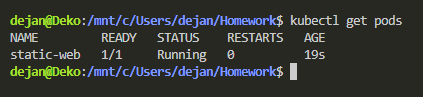 dejan@Deko:/mnt/c/Users/dejan/Homework$ kubectl get pods
NAME         READY   STATUS    RESTARTS   AGE
static-web   1/1     Running   0          19s
dejan@Deko:/mnt/c/Users/dejan/Homework$